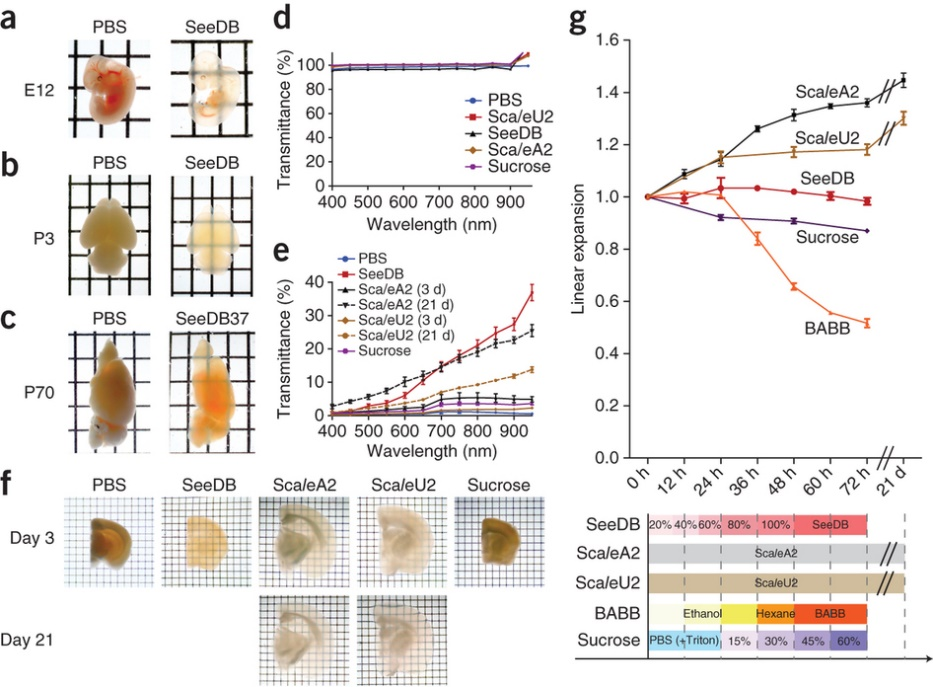 a
PBS
SeeDB
E12
b
PBS
SeeDB
P3
c
PBS
SeeDB37
P70
d
Transmittance (%)
100
80
60
40
20
0
400 500 600 700 800 900
Wavelength (nm)
PBS
Sca/eU2
SeeDB
Sca/eA2
Sucrose
e
PBS
SeeDB
Sca/eA2 (3 d)
Sca/eA2 (21 d)
Sca/eU2 (3 d)
Sca/eU2 (21 d)
Sucrose
Transmittance (%)
40
30
20
10
0
400 500 600 700 800 900
Wavelength (nm)
f
PBS SeeDB Sca/eA2 Sca/eU2 Sucrose
Day 3
Day 21
g
Linear expansion
1.6
1.4
1.2
1.0
0.8
0.6
0.4
0.2
0.0
Sca/eA2
Sca/eU2
SeeDB
Sucrose
BABB
0 h 12 h 24 h 36 h 48 h 60 h 72 h 21 d
SeeDB 20% 40% 60% 80% 100% SeeDB
Sca/eA2 Sca/eA2
Sca/eU2 Sca/eU2
BABB Ethanol Hexane BABB
Sucrose PBS (+Triton) 15% 30% 45% 60%